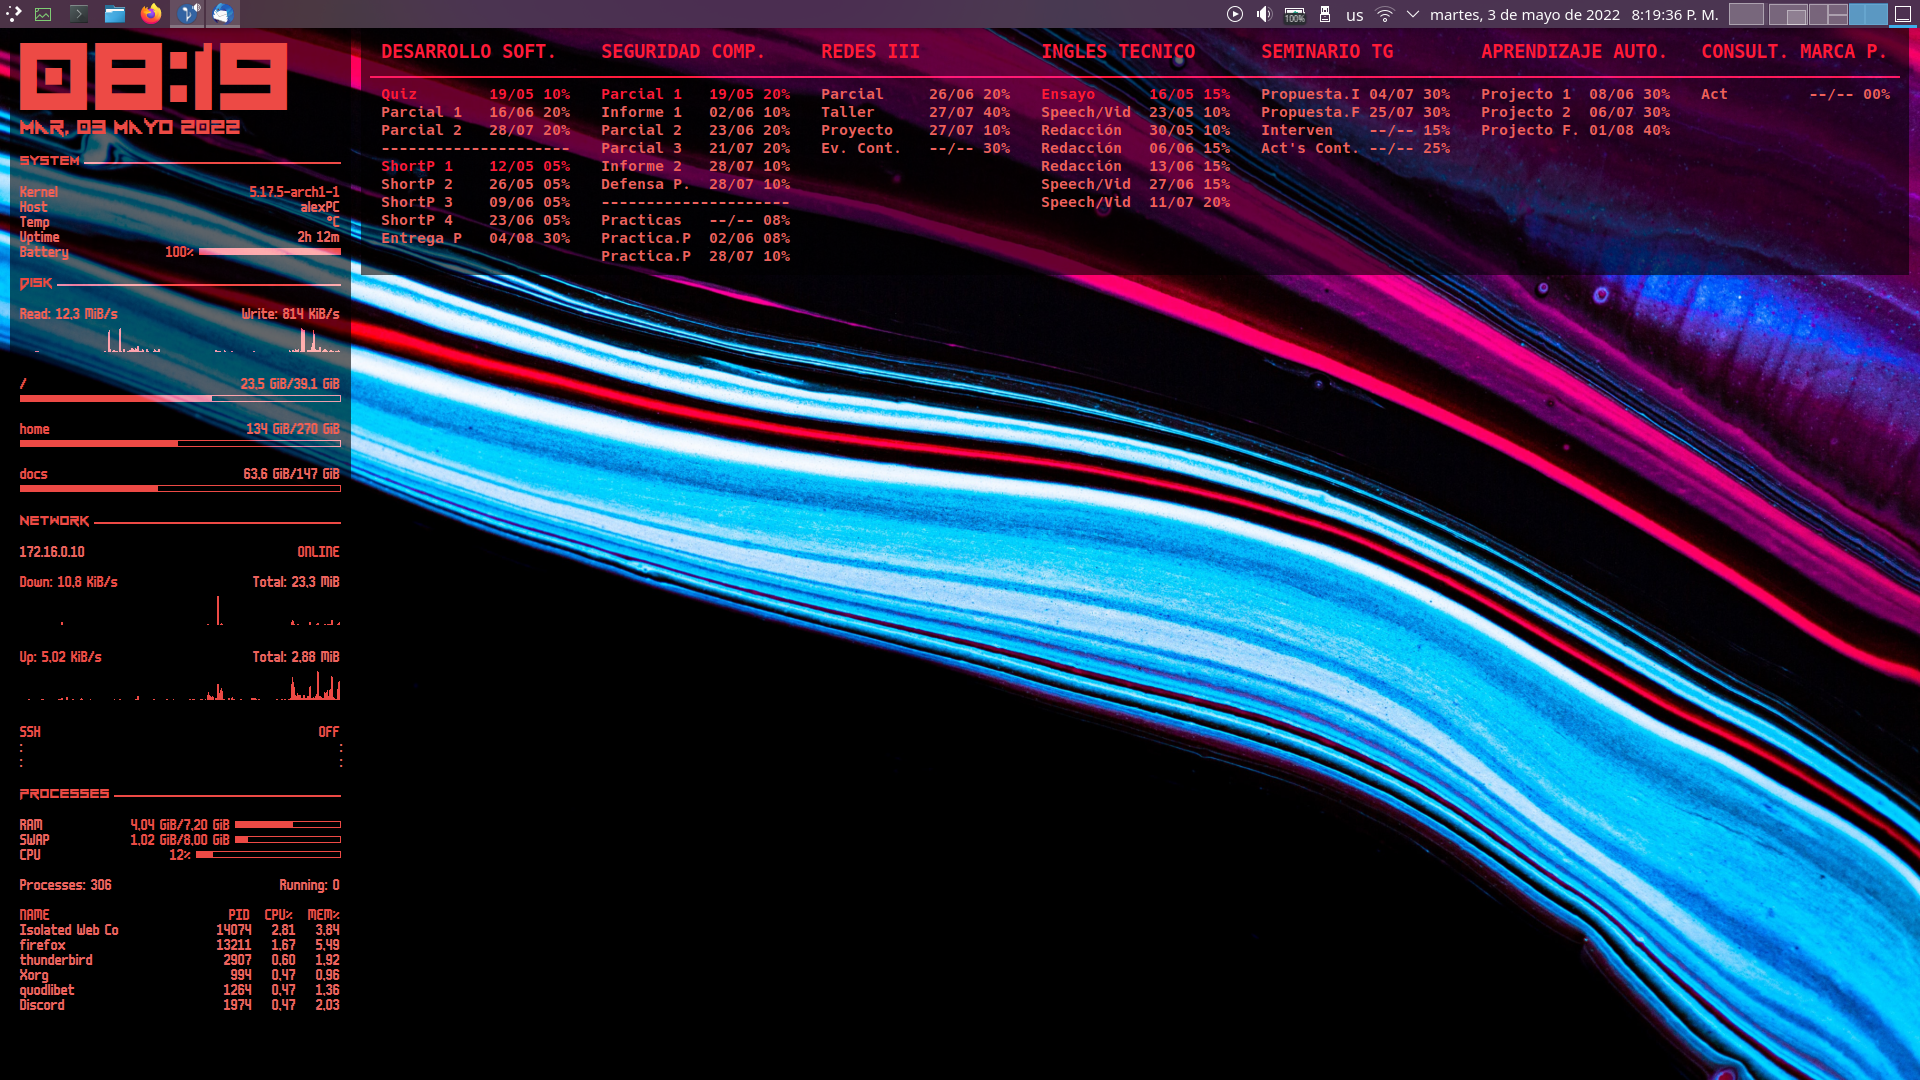 100%
us
martes, 3 de mayo de 2022
8:19:36 P. M.
08:19
MAR, 03 MAYO 2022
SYSTEM
Kernel 5.17.5-arch1-1
Host alexPC
Temp °C
Uptime 2h 12m
Battery 100%
DISK
Read: 12,3 MiB/s Write: 814 KiB/s
/ 23,5 GiB/39,1 GiB
home 134 GiB/270 GiB
docs 63,6 GiB/147 GiB
NETWORK
172.16.0.10 ONLINE
Down: 10,8 KiB/s Total: 23,3 MiB
Up: 5,02 KiB/s Total: 2,88 MiB
SSH OFF
: :
: :
PROCESSES
RAM 4,04 GiB/7,20 GiB
SWAP 1,02 GiB/8,00 GiB
CPU 12%
Processes: 306 Running: 0
NAME PID CPU% MEM%
Isolated Web Co 14074 2,81 3,84
firefox 13211 1,67 5,49
thunderbird 2907 0,60 1,92
Xorg 994 0,47 0,96
quodlibet 1264 0,47 1,36
Discord 1974 0,47 2,03
DESARROLLO SOFT.
Quiz 19/05 10%
Parcial 1 16/06 20%
Parcial 2 28/07 20%
---------------------
ShortP 1 12/05 05%
ShortP 2 26/05 05%
ShortP 3 09/06 05%
ShortP 4 23/06 05%
Entrega P 04/08 30%
SEGURIDAD COMP.
Parcial 1 19/05 20%
Informe 1 02/06 10%
Parcial 2 23/06 20%
Parcial 3 21/07 20%
Informe 2 28/07 10%
Defensa P. 28/07 10%
---------------------
Practicas --/-- 08%
Practica.P 02/06 08%
Practica.P 28/07 10%
REDES III
Parcial 26/06 20%
Taller 27/07 40%
Proyecto 27/07 10%
Ev. Cont. --/-- 30%
INGLES TECNICO
Ensayo 16/05 15%
Speech/Vid 23/05 10%
Redacción 30/05 10%
Redacción 06/06 15%
Redacción 13/06 15%
Speech/Vid 27/06 15%
Speech/Vid 11/07 20%
SEMINARIO TG
Propuesta.I 04/07 30%
Propuesta.F 25/07 30%
Interven --/-- 15%
Act's Cont. --/-- 25%
APRENDIZAJE AUTO.
Projecto 1 08/06 30%
Projecto 2 06/07 30%
Projecto F. 01/08 40%
CONSULT. MARCA P.
Act --/-- 00%